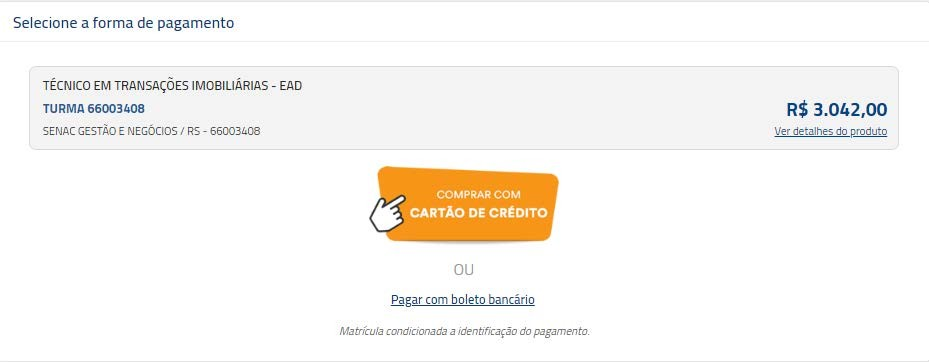 Selecione a forma de pagamento
TÉCNICO EM TRANSAÇÕES IMOBILIÁRIAS - EAD
TURMA 66003408
R$ 3.042,00
SENAC GESTÃO E NEGÓCIOS / RS - 66003408
Ver detalhes do produto
COMPRAR COM
CARTÃO DE CRÉDITO
OU
Pagar com boleto bancário
Matrícula condicionada a identificação do pagamento.